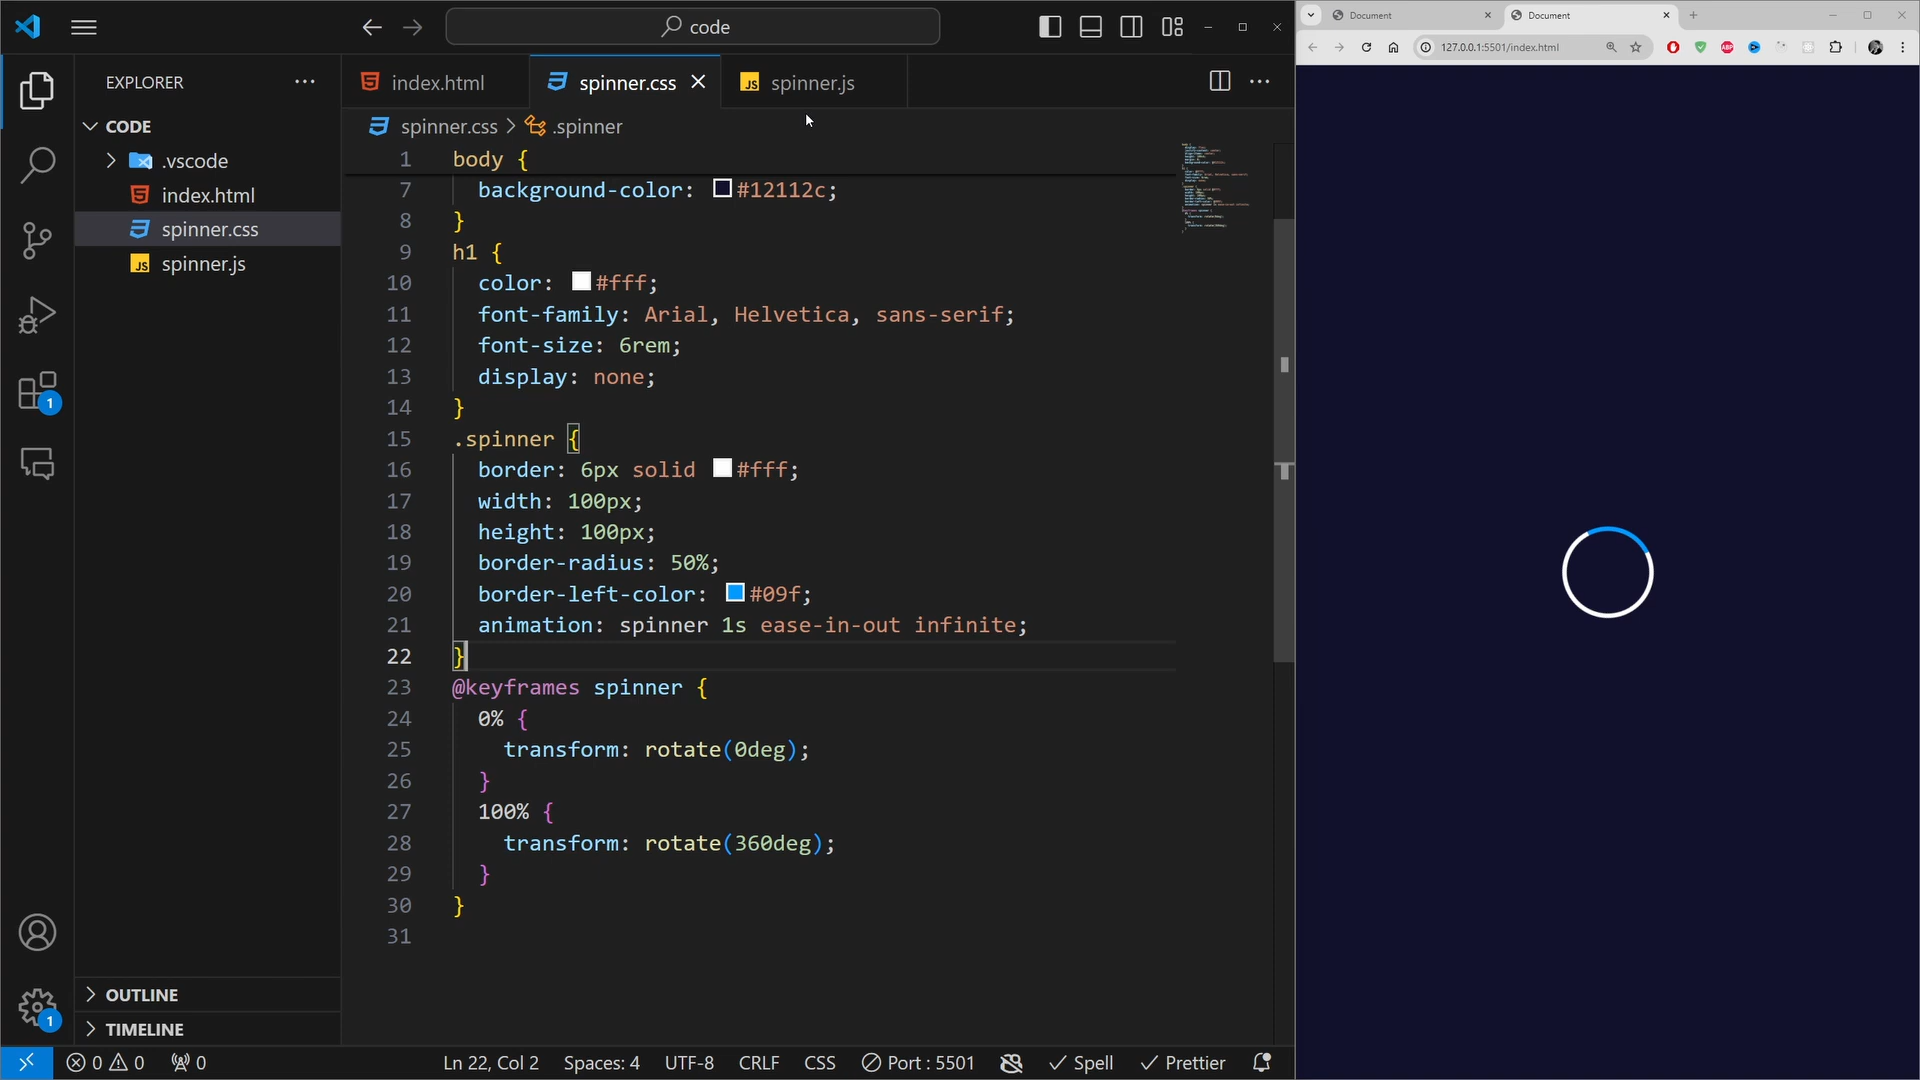 code
EXPLORER
CODE
.vscode
index.html
spinner.css
spinner.js
OUTLINE
TIMELINE
1
1
index.html
spinner.css
spinner.js
spinner.css > .spinner
1 body {
7 background-color: #12112c;
8 }
9 h1 {
10 color: #fff;
11 font-family: Arial, Helvetica, sans-serif;
12 font-size: 6rem;
13 display: none;
14 }
15 .spinner {
16 border: 6px solid #fff;
17 width: 100px;
18 height: 100px;
19 border-radius: 50%;
20 border-left-color: #09f;
21 animation: spinner 1s ease-in-out infinite;
22 }
23 @keyframes spinner {
24 0% {
25 transform: rotate(0deg);
26 }
27 100% {
28 transform: rotate(360deg);
29 }
30 }
31
0 0 0 Ln 22, Col 2 Spaces: 4 UTF-8 CRLF CSS Port : 5501 Spell Prettier
Document Document
127.0.0.1:5501/index.html
ABP